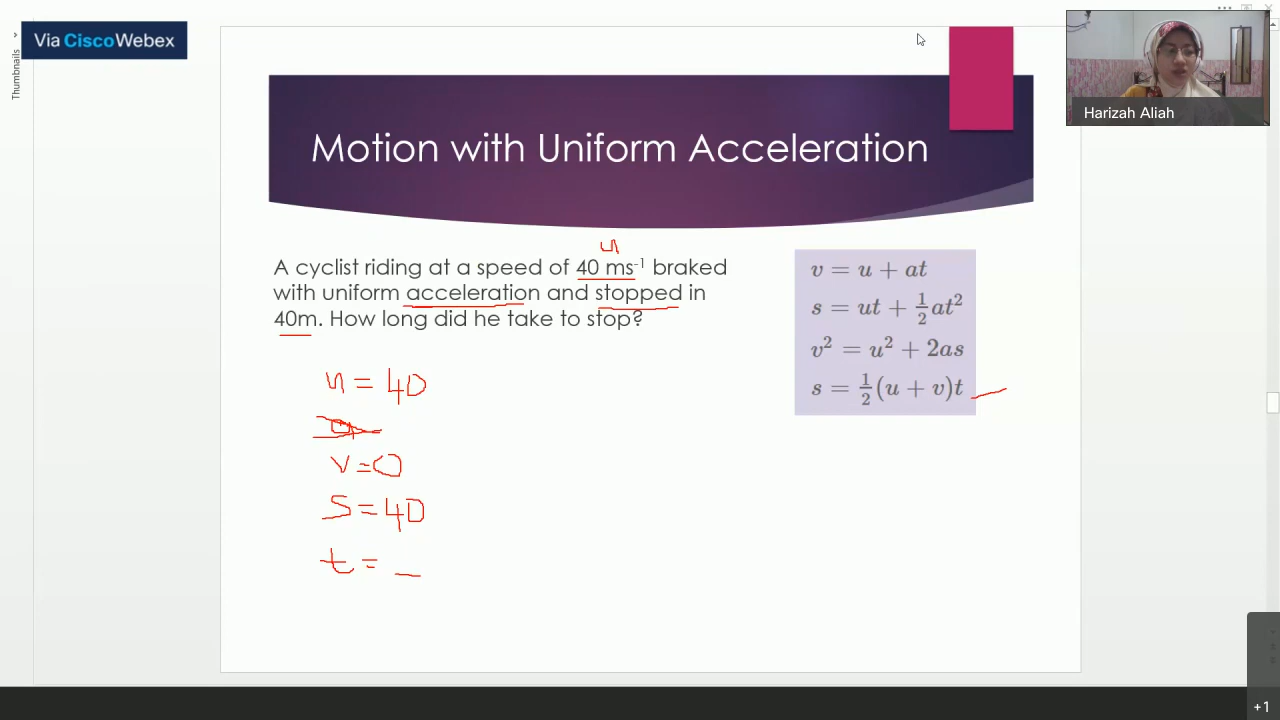 Via Cisco Webex
Thumbnails
Harizah Aliah
Motion with Uniform Acceleration
u
A cyclist riding at a speed of 40 ms⁻¹ braked
with uniform acceleration and stopped in
40m. How long did he take to stop?
v = u + at
s = ut + ½at²
v² = u² + 2as
s = ½(u + v)t
u = 40
v = 0
s = 40
t = _
+1